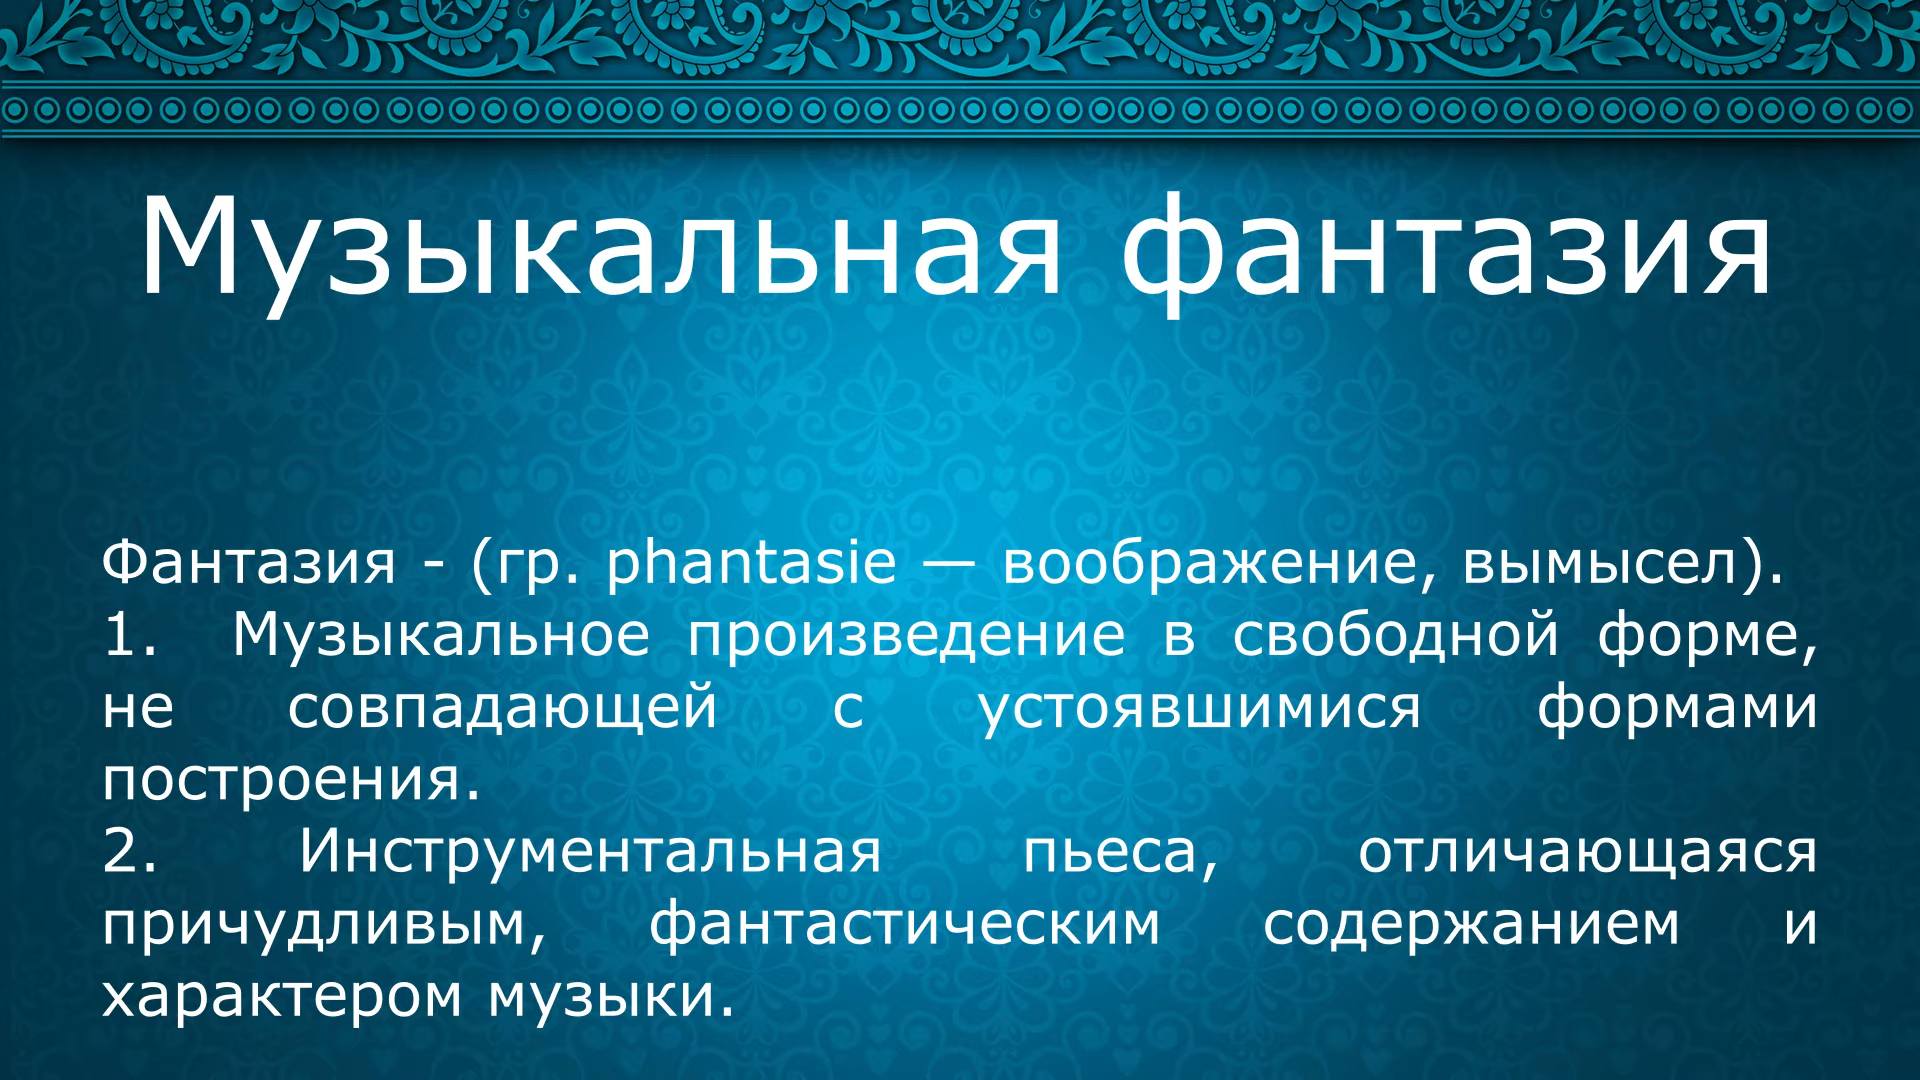 Музыкальная фантазия
Фантазия - (гр. phantasie — воображение, вымысел).
1. Музыкальное произведение в свободной форме,
не совпадающей с устоявшимися формами
построения.
2. Инструментальная пьеса, отличающаяся
причудливым, фантастическим содержанием и
характером музыки.